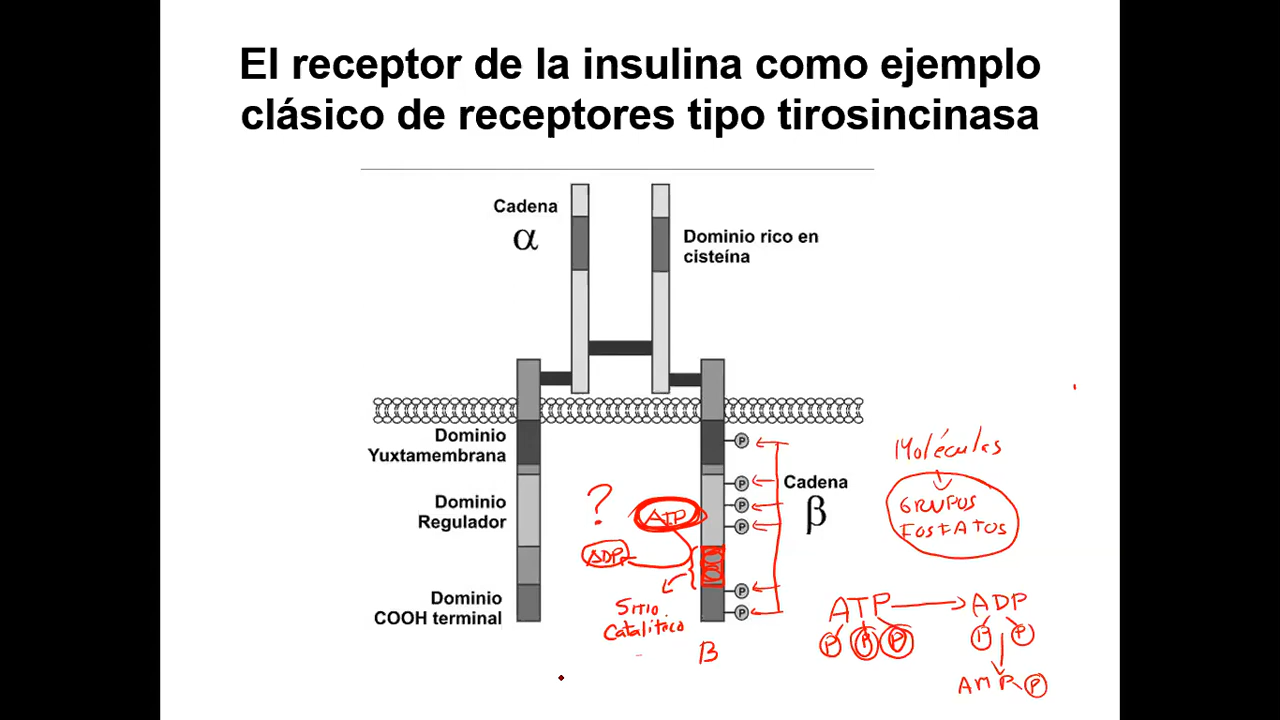 El receptor de la insulina como ejemplo
clásico de receptores tipo tirosincinasa
Cadena
α
Dominio rico en
cisteína
Dominio
Yuxtamembrana
Dominio
Regulador
Dominio
COOH terminal
P
P
P
P
P
P
Cadena
β
?
ATP
ADP
Sitio
Catalítico
B
Moléculas
GRUPOS
FOSFATOS
ATP
ADP
P P P
P P
AMP P